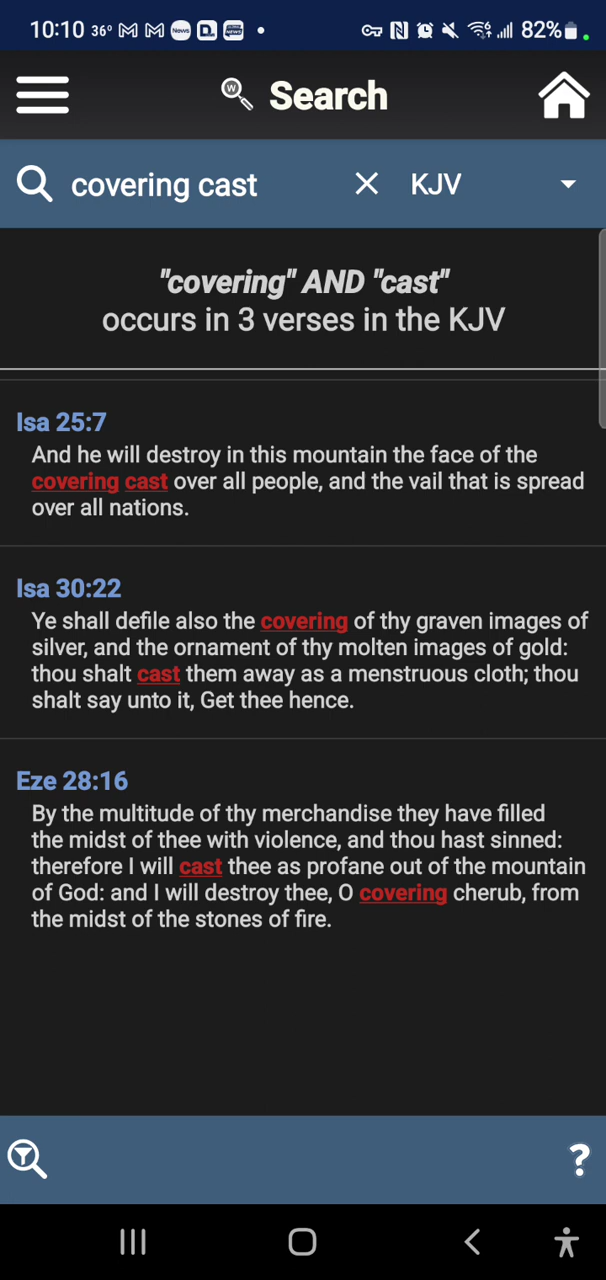 10:10 36° News D NEWS 82%
W Search
covering cast KJV
"covering" AND "cast"
occurs in 3 verses in the KJV
Isa 25:7
And he will destroy in this mountain the face of the
covering cast over all people, and the vail that is spread
over all nations.
Isa 30:22
Ye shall defile also the covering of thy graven images of
silver, and the ornament of thy molten images of gold:
thou shalt cast them away as a menstruous cloth; thou
shalt say unto it, Get thee hence.
Eze 28:16
By the multitude of thy merchandise they have filled
the midst of thee with violence, and thou hast sinned:
therefore I will cast thee as profane out of the mountain
of God: and I will destroy thee, O covering cherub, from
the midst of the stones of fire.
?